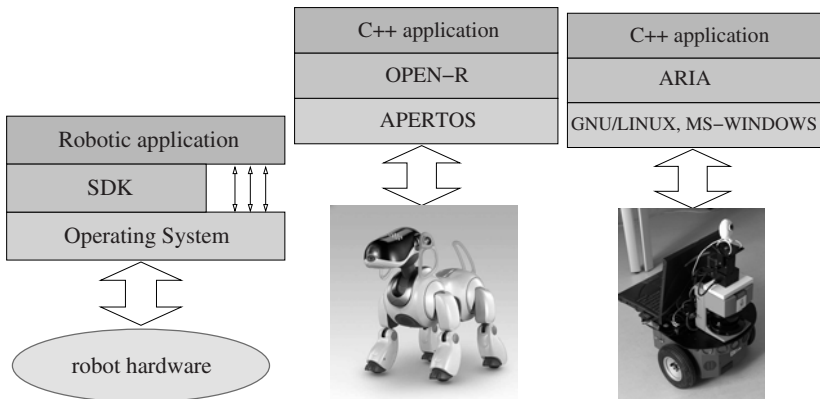 Robotic application
SDK
Operating System
robot hardware
C++ application
OPEN−R
APERTOS
C++ application
ARIA
GNU/LINUX, MS−WINDOWS